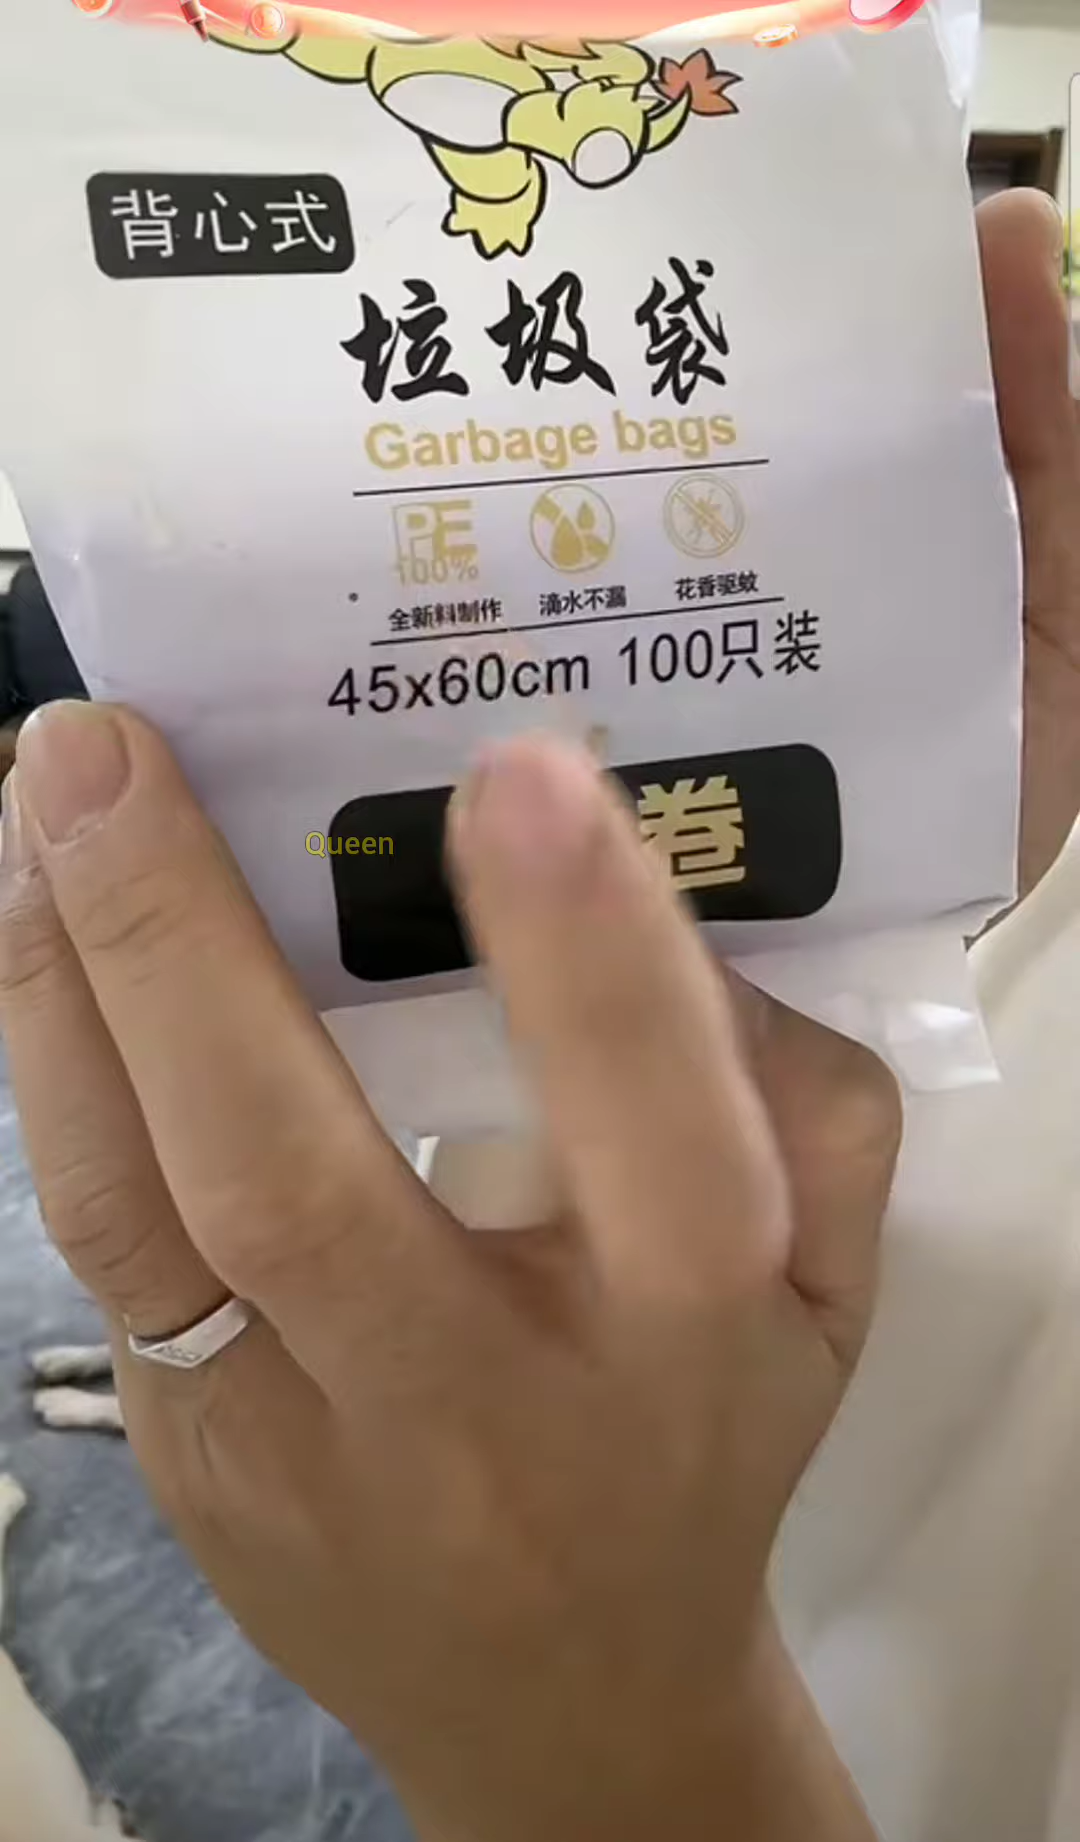 背心式
垃圾袋
Garbage bags
PE
100%
全新料制作 滴水不漏 花香驱蚊
45x60cm 100只装
卷
Queen